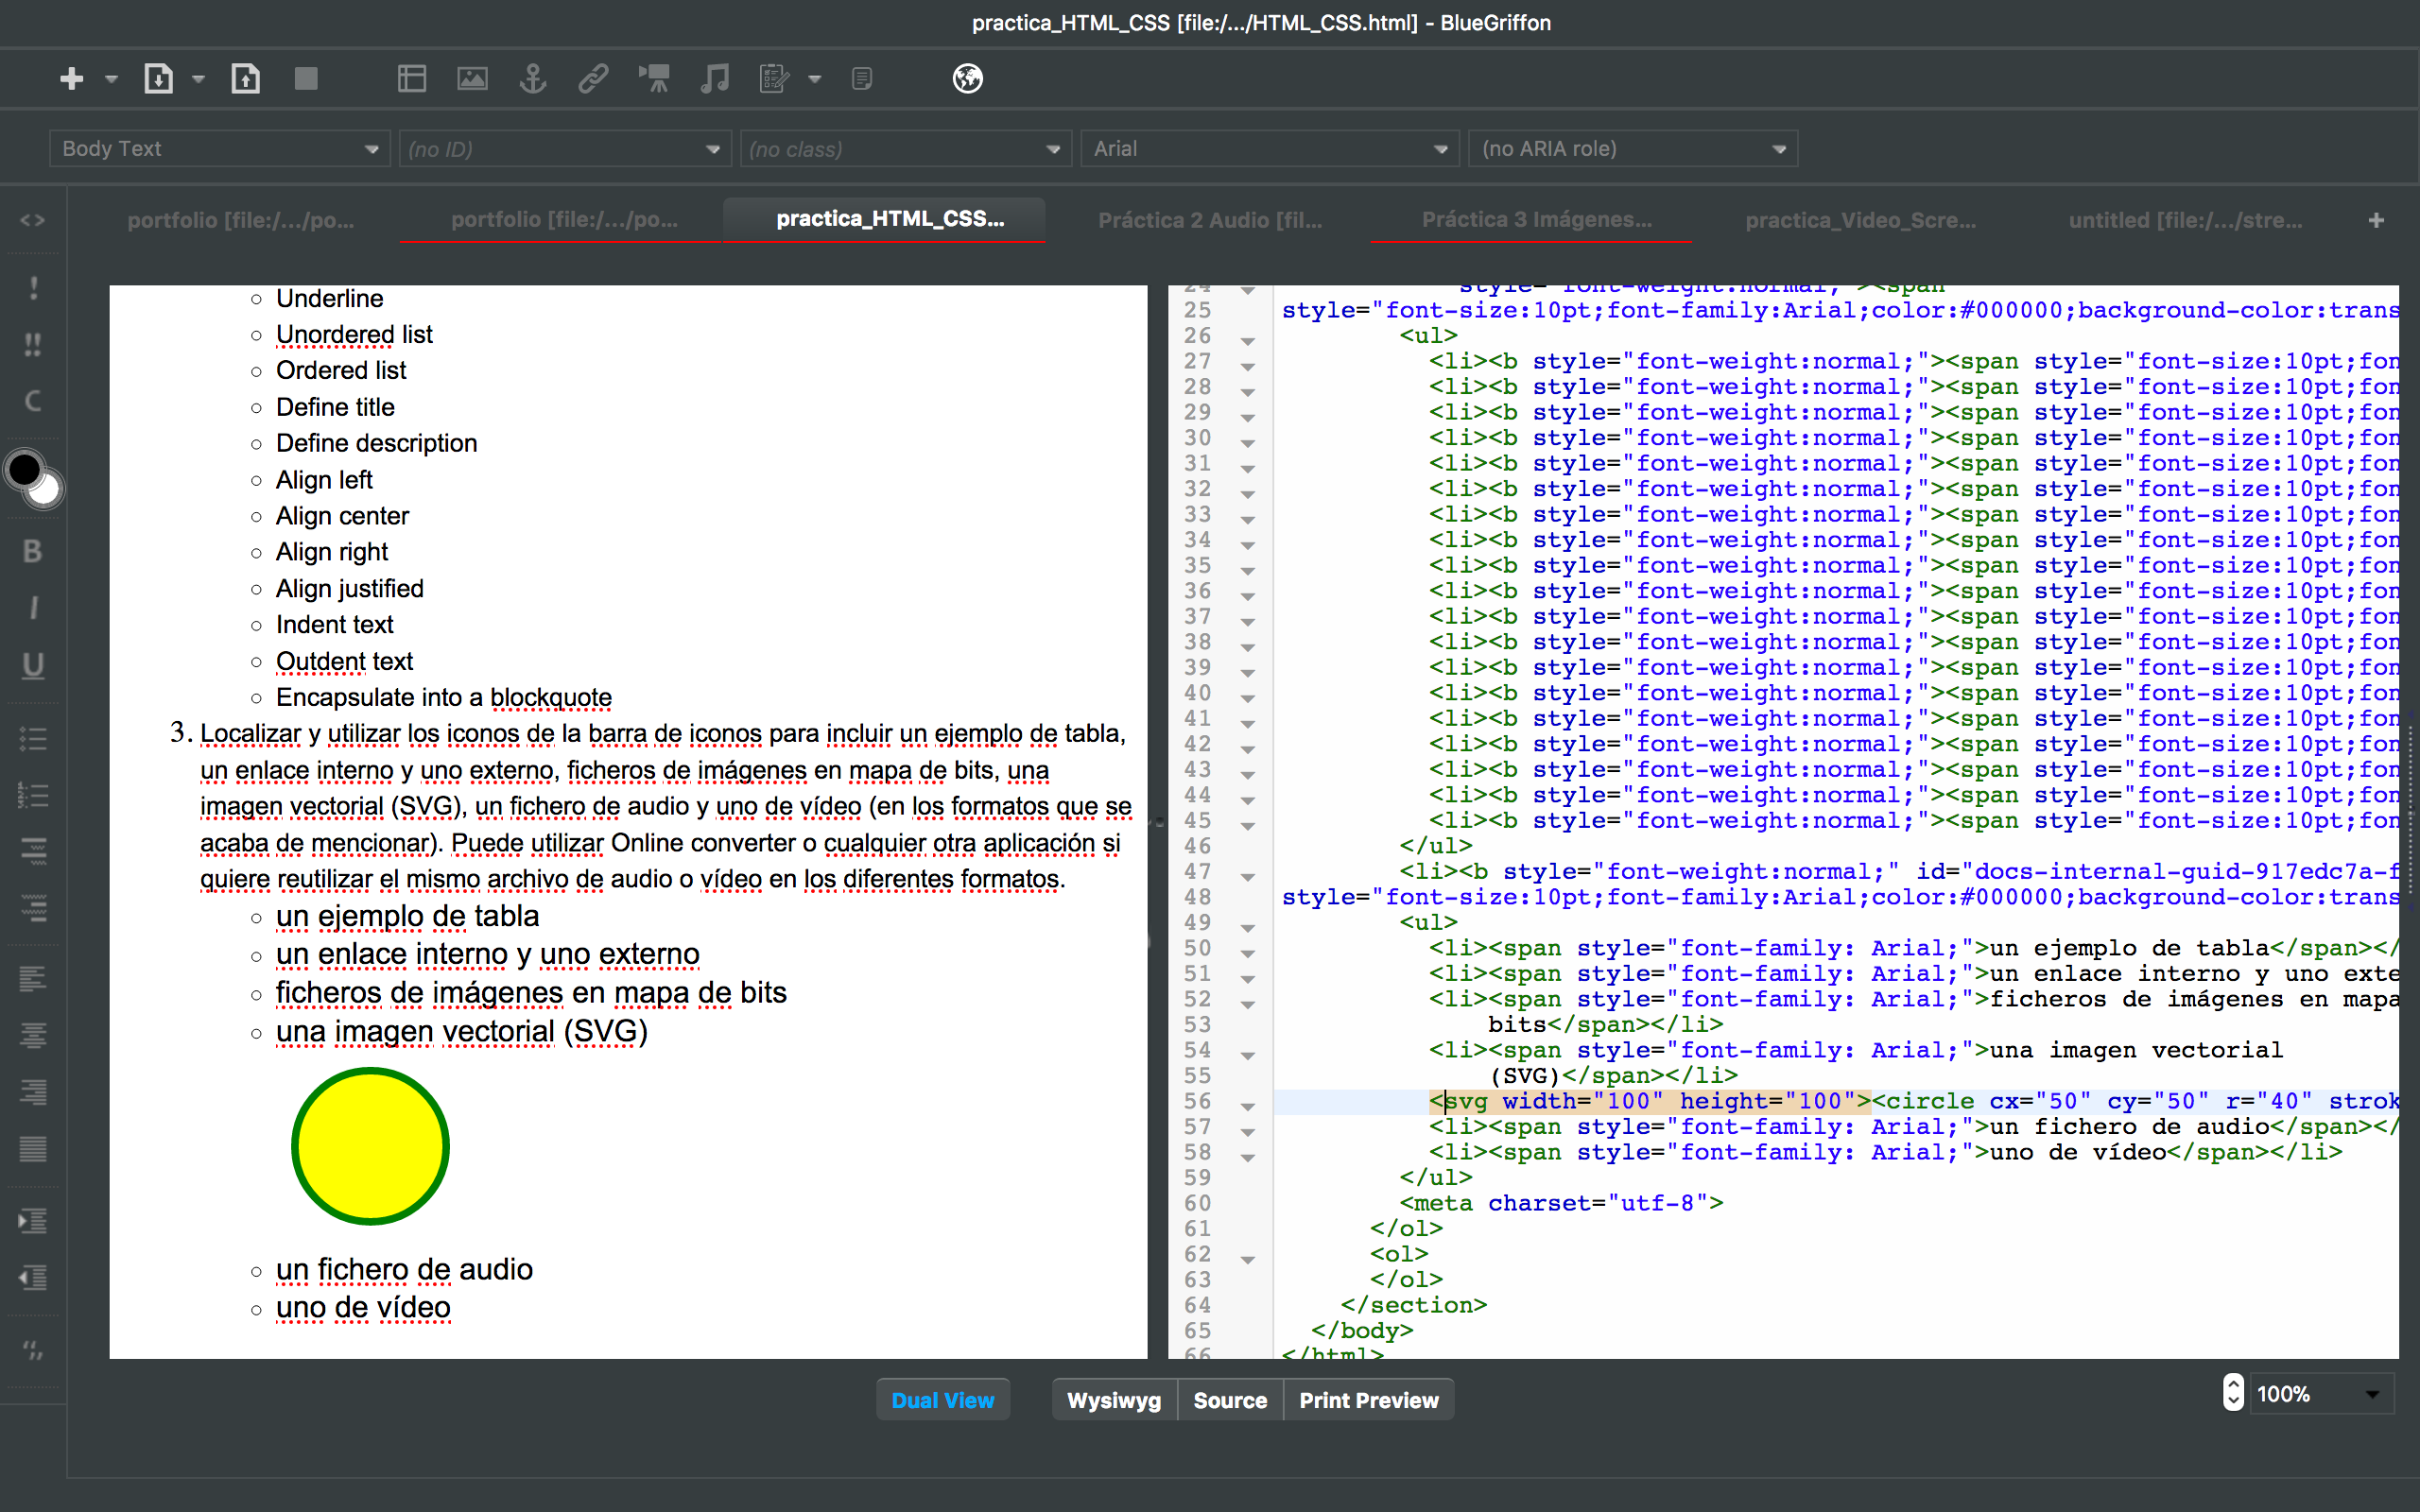 practica_HTML_CSS [file:/.../HTML_CSS.html] - BlueGriffon
Body Text
(no ID)
(no class)
Arial
(no ARIA role)
portfolio [file:/.../po...
portfolio [file:/.../po...
practica_HTML_CSS...
Práctica 2 Audio [fil...
Práctica 3 Imágenes...
practica_Video_Scre...
untitled [file:/.../stre...
+
<>
!
!!
C
B
I
U
Underline
Unordered list
Ordered list
Define title
Define description
Align left
Align center
Align right
Align justified
Indent text
Outdent text
Encapsulate into a blockquote
3. Localizar y utilizar los iconos de la barra de iconos para incluir un ejemplo de tabla,
un enlace interno y uno externo, ficheros de imágenes en mapa de bits, una
imagen vectorial (SVG), un fichero de audio y uno de vídeo (en los formatos que se
acaba de mencionar). Puede utilizar Online converter o cualquier otra aplicación si
quiere reutilizar el mismo archivo de audio o vídeo en los diferentes formatos.
un ejemplo de tabla
un enlace interno y uno externo
ficheros de imágenes en mapa de bits
una imagen vectorial (SVG)
un fichero de audio
uno de vídeo
24 style="font-weight:normal;"><span
25 style="font-size:10pt;font-family:Arial;color:#000000;background-color:trans
26 <ul>
27 <li><b style="font-weight:normal;"><span style="font-size:10pt;fon
28 <li><b style="font-weight:normal;"><span style="font-size:10pt;fon
29 <li><b style="font-weight:normal;"><span style="font-size:10pt;fon
30 <li><b style="font-weight:normal;"><span style="font-size:10pt;fon
31 <li><b style="font-weight:normal;"><span style="font-size:10pt;fon
32 <li><b style="font-weight:normal;"><span style="font-size:10pt;fon
33 <li><b style="font-weight:normal;"><span style="font-size:10pt;fon
34 <li><b style="font-weight:normal;"><span style="font-size:10pt;fon
35 <li><b style="font-weight:normal;"><span style="font-size:10pt;fon
36 <li><b style="font-weight:normal;"><span style="font-size:10pt;fon
37 <li><b style="font-weight:normal;"><span style="font-size:10pt;fon
38 <li><b style="font-weight:normal;"><span style="font-size:10pt;fon
39 <li><b style="font-weight:normal;"><span style="font-size:10pt;fon
40 <li><b style="font-weight:normal;"><span style="font-size:10pt;fon
41 <li><b style="font-weight:normal;"><span style="font-size:10pt;fon
42 <li><b style="font-weight:normal;"><span style="font-size:10pt;fon
43 <li><b style="font-weight:normal;"><span style="font-size:10pt;fon
44 <li><b style="font-weight:normal;"><span style="font-size:10pt;fon
45 <li><b style="font-weight:normal;"><span style="font-size:10pt;fon
46 </ul>
47 <li><b style="font-weight:normal;" id="docs-internal-guid-917edc7a-f
48 style="font-size:10pt;font-family:Arial;color:#000000;background-color:trans
49 <ul>
50 <li><span style="font-family: Arial;">un ejemplo de tabla</span></
51 <li><span style="font-family: Arial;">un enlace interno y uno exte
52 <li><span style="font-family: Arial;">ficheros de imágenes en mapa
53 bits</span></li>
54 <li><span style="font-family: Arial;">una imagen vectorial
55 (SVG)</span></li>
56 <svg width="100" height="100"><circle cx="50" cy="50" r="40" strok
57 <li><span style="font-family: Arial;">un fichero de audio</span></
58 <li><span style="font-family: Arial;">uno de vídeo</span></li>
59 </ul>
60 <meta charset="utf-8">
61 </ol>
62 <ol>
63 </ol>
64 </section>
65 </body>
66 </html>
Dual View
Wysiwyg
Source
Print Preview
100%